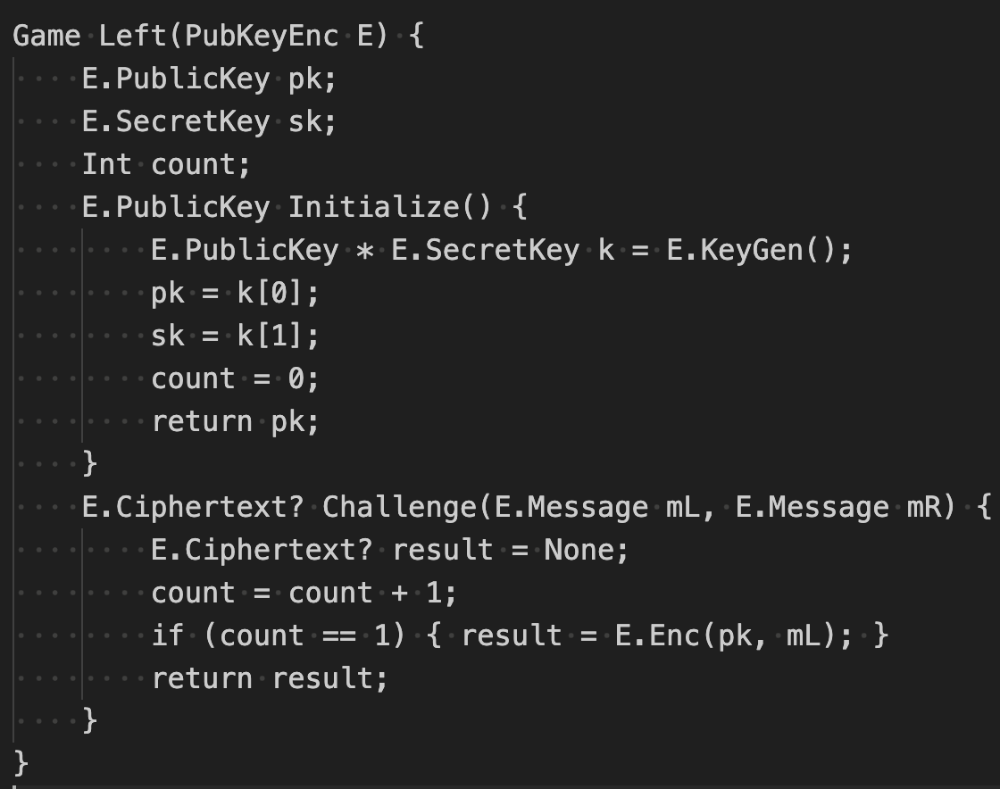 Game Left(PubKeyEnc E) {
    E.PublicKey pk;
    E.SecretKey sk;
    Int count;
    E.PublicKey Initialize() {
        E.PublicKey * E.SecretKey k = E.KeyGen();
        pk = k[0];
        sk = k[1];
        count = 0;
        return pk;
    }
    E.Ciphertext? Challenge(E.Message mL, E.Message mR) {
        E.Ciphertext? result = None;
        count = count + 1;
        if (count == 1) { result = E.Enc(pk, mL); }
        return result;
    }
}